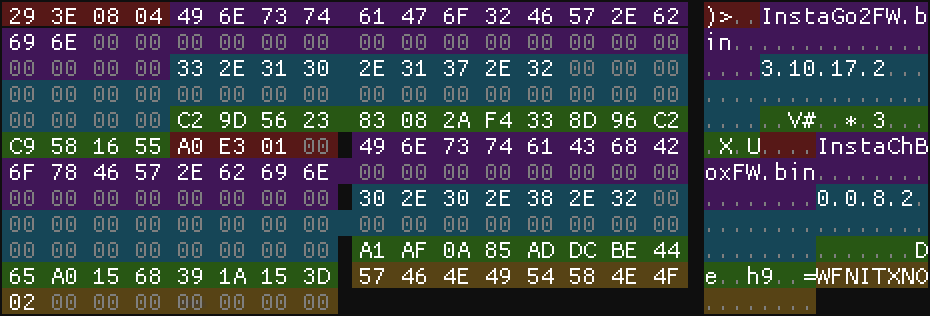 29 3E 08 04 49 6E 73 74 61 47 6F 32 46 57 2E 62 )>..InstaGo2FW.b
69 6E 00 00 00 00 00 00 00 00 00 00 00 00 00 00 in..............
00 00 00 00 33 2E 31 30 2E 31 37 2E 32 00 00 00 ....3.10.17.2...
00 00 00 00 00 00 00 00 00 00 00 00 00 00 00 00 ................
00 00 00 00 C2 9D 56 23 83 08 2A F4 33 8D 96 C2 .... V# * 3
C9 58 16 55 A0 E3 01 00 49 6E 73 74 61 43 68 42 .X.U....InstaChB
6F 78 46 57 2E 62 69 6E 00 00 00 00 00 00 00 00 oxFW.bin........
00 00 00 00 00 00 00 00 30 2E 30 2E 38 2E 32 00 ........0.0.8.2.
00 00 00 00 00 00 00 00 00 00 00 00 00 00 00 00 ................
00 00 00 00 00 00 00 00 A1 AF 0A 85 AD DC BE 44 ...............D
65 A0 15 68 39 1A 15 3D 57 46 4E 49 54 58 4E 4F e..h9..=WFNITXNO
02 00 00 00 00 00 00 00 ........